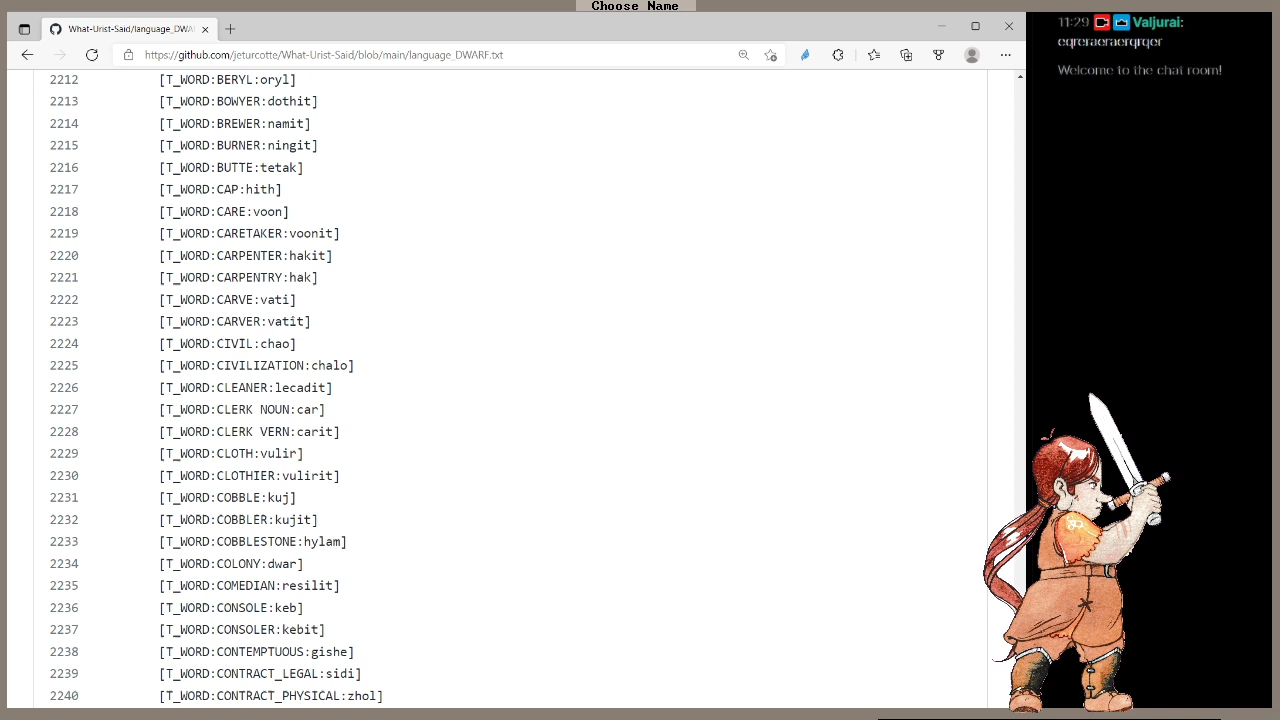 Choose Name
What-Urist-Said/language_DWA
https://github.com/jeturcotte/What-Urist-Said/blob/main/language_DWARF.txt
2212 [T_WORD:BERYL:oryl]
2213 [T_WORD:BOWYER:dothit]
2214 [T_WORD:BREWER:namit]
2215 [T_WORD:BURNER:ningit]
2216 [T_WORD:BUTTE:tetak]
2217 [T_WORD:CAP:hith]
2218 [T_WORD:CARE:voon]
2219 [T_WORD:CARETAKER:voonit]
2220 [T_WORD:CARPENTER:hakit]
2221 [T_WORD:CARPENTRY:hak]
2222 [T_WORD:CARVE:vati]
2223 [T_WORD:CARVER:vatit]
2224 [T_WORD:CIVIL:chao]
2225 [T_WORD:CIVILIZATION:chalo]
2226 [T_WORD:CLEANER:lecadit]
2227 [T_WORD:CLERK NOUN:car]
2228 [T_WORD:CLERK VERN:carit]
2229 [T_WORD:CLOTH:vulir]
2230 [T_WORD:CLOTHIER:vulirit]
2231 [T_WORD:COBBLE:kuj]
2232 [T_WORD:COBBLER:kujit]
2233 [T_WORD:COBBLESTONE:hylam]
2234 [T_WORD:COLONY:dwar]
2235 [T_WORD:COMEDIAN:resilit]
2236 [T_WORD:CONSOLE:keb]
2237 [T_WORD:CONSOLER:kebit]
2238 [T_WORD:CONTEMPTUOUS:gishe]
2239 [T_WORD:CONTRACT_LEGAL:sidi]
2240 [T_WORD:CONTRACT_PHYSICAL:zhol]
11:29 Valjurai:
eqreraeraerqrqer
Welcome to the chat room!